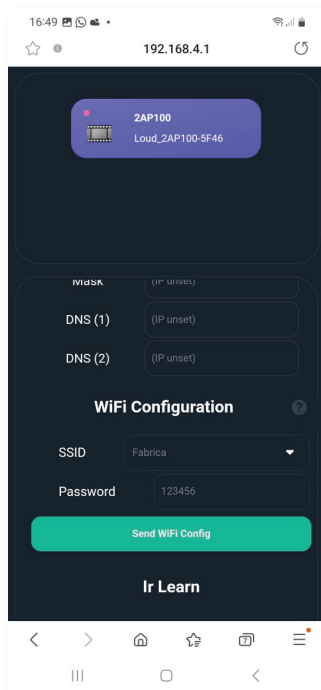 16:49
192.168.4.1
2AP100
Loud_2AP100-5F46
Mask (IP unset)
DNS (1) (IP unset)
DNS (2) (IP unset)
WiFi Configuration ?
SSID Fabrica
Password 123456
Send WiFi Config
Ir Learn
7